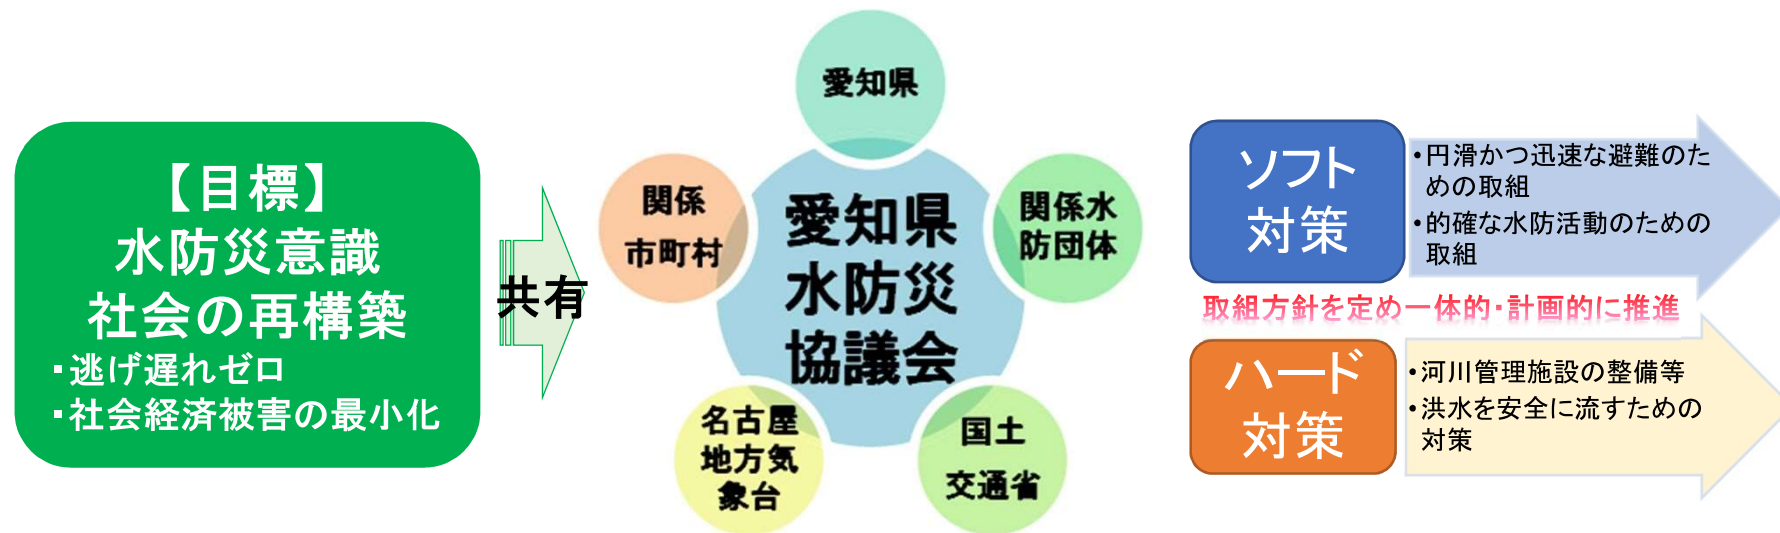 【目標】
水防災意識
社会の再構築
・逃げ遅れゼロ
・社会経済被害の最小化
共有
愛知県
関係
市町村
愛知県
水防災
協議会
関係水
防団体
名古屋
地方気
象台
国土
交通省
ソフト
対策
・円滑かつ迅速な避難のた
めの取組
・的確な水防活動のための
取組
取組方針を定め一体的・計画的に推進
ハード
対策
・河川管理施設の整備等
・洪水を安全に流すための
対策